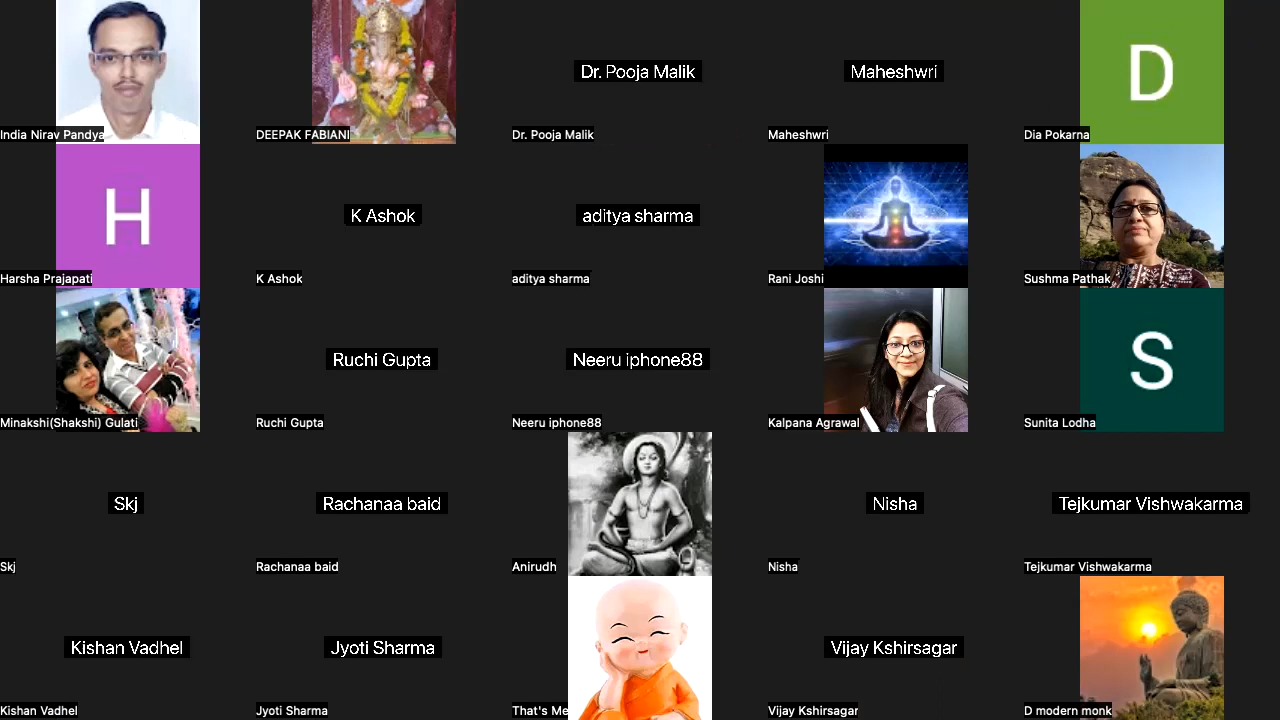 India Nirav Pandya
DEEPAK FABIANI
Dr. Pooja Malik
Dr. Pooja Malik
Maheshwri
Maheshwri
D
Dia Pokarna
H
Harsha Prajapati
K Ashok
K Ashok
aditya sharma
aditya sharma
Rani Joshi
Sushma Pathak
Minakshi(Shakshi) Gulati
Ruchi Gupta
Ruchi Gupta
Neeru iphone88
Neeru iphone88
Kalpana Agrawal
S
Sunita Lodha
Skj
Skj
Rachanaa baid
Rachanaa baid
Anirudh
Nisha
Nisha
Tejkumar Vishwakarma
Tejkumar Vishwakarma
Kishan Vadhel
Kishan Vadhel
Jyoti Sharma
Jyoti Sharma
That's Me
Vijay Kshirsagar
Vijay Kshirsagar
D modern monk